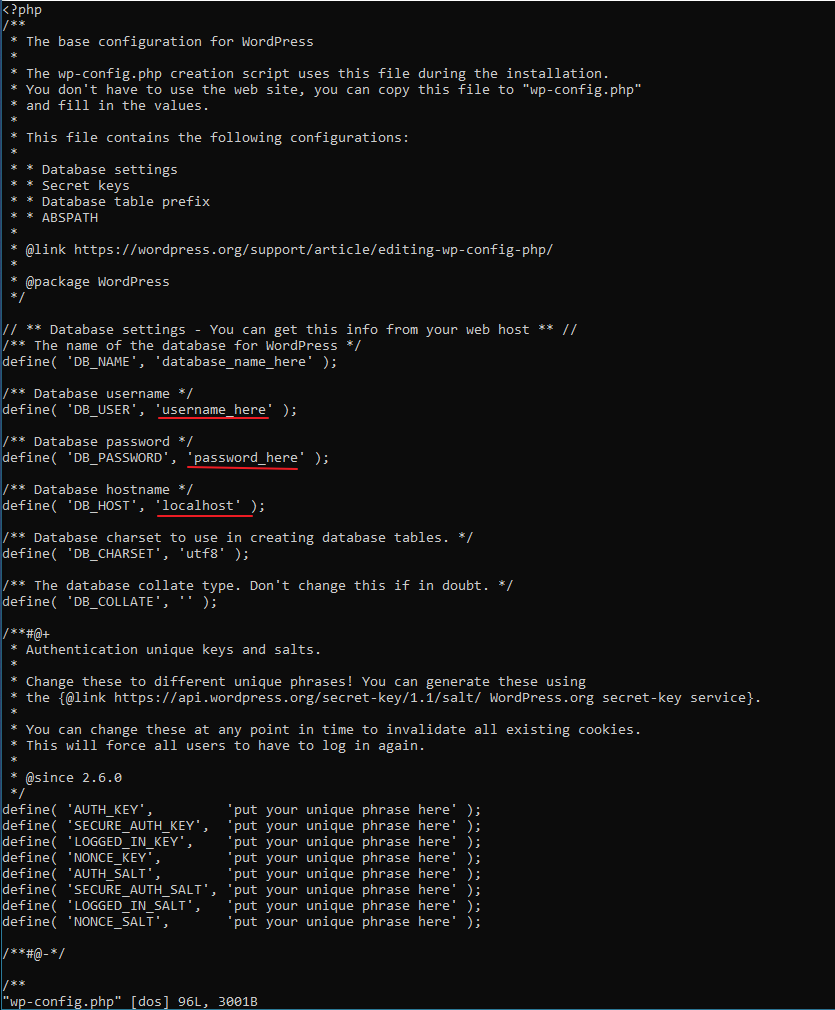 <?php
/**
 * The base configuration for WordPress
 *
 * The wp-config.php creation script uses this file during the installation.
 * You don't have to use the web site, you can copy this file to "wp-config.php"
 * and fill in the values.
 *
 * This file contains the following configurations:
 *
 * * Database settings
 * * Secret keys
 * * Database table prefix
 * * ABSPATH
 *
 * @link https://wordpress.org/support/article/editing-wp-config-php/
 *
 * @package WordPress
 */

// ** Database settings - You can get this info from your web host ** //
/** The name of the database for WordPress */
define( 'DB_NAME', 'database_name_here' );

/** Database username */
define( 'DB_USER', 'username_here' );

/** Database password */
define( 'DB_PASSWORD', 'password_here' );

/** Database hostname */
define( 'DB_HOST', 'localhost' );

/** Database charset to use in creating database tables. */
define( 'DB_CHARSET', 'utf8' );

/** The database collate type. Don't change this if in doubt. */
define( 'DB_COLLATE', '' );

/**#@+
 * Authentication unique keys and salts.
 *
 * Change these to different unique phrases! You can generate these using
 * the {@link https://api.wordpress.org/secret-key/1.1/salt/ WordPress.org secret-key service}.
 *
 * You can change these at any point in time to invalidate all existing cookies.
 * This will force all users to have to log in again.
 *
 * @since 2.6.0
 */
define( 'AUTH_KEY',         'put your unique phrase here' );
define( 'SECURE_AUTH_KEY',  'put your unique phrase here' );
define( 'LOGGED_IN_KEY',    'put your unique phrase here' );
define( 'NONCE_KEY',        'put your unique phrase here' );
define( 'AUTH_SALT',        'put your unique phrase here' );
define( 'SECURE_AUTH_SALT', 'put your unique phrase here' );
define( 'LOGGED_IN_SALT',   'put your unique phrase here' );
define( 'NONCE_SALT',       'put your unique phrase here' );

/**#@-*/

/**
"wp-config.php" [dos] 96L, 3001B